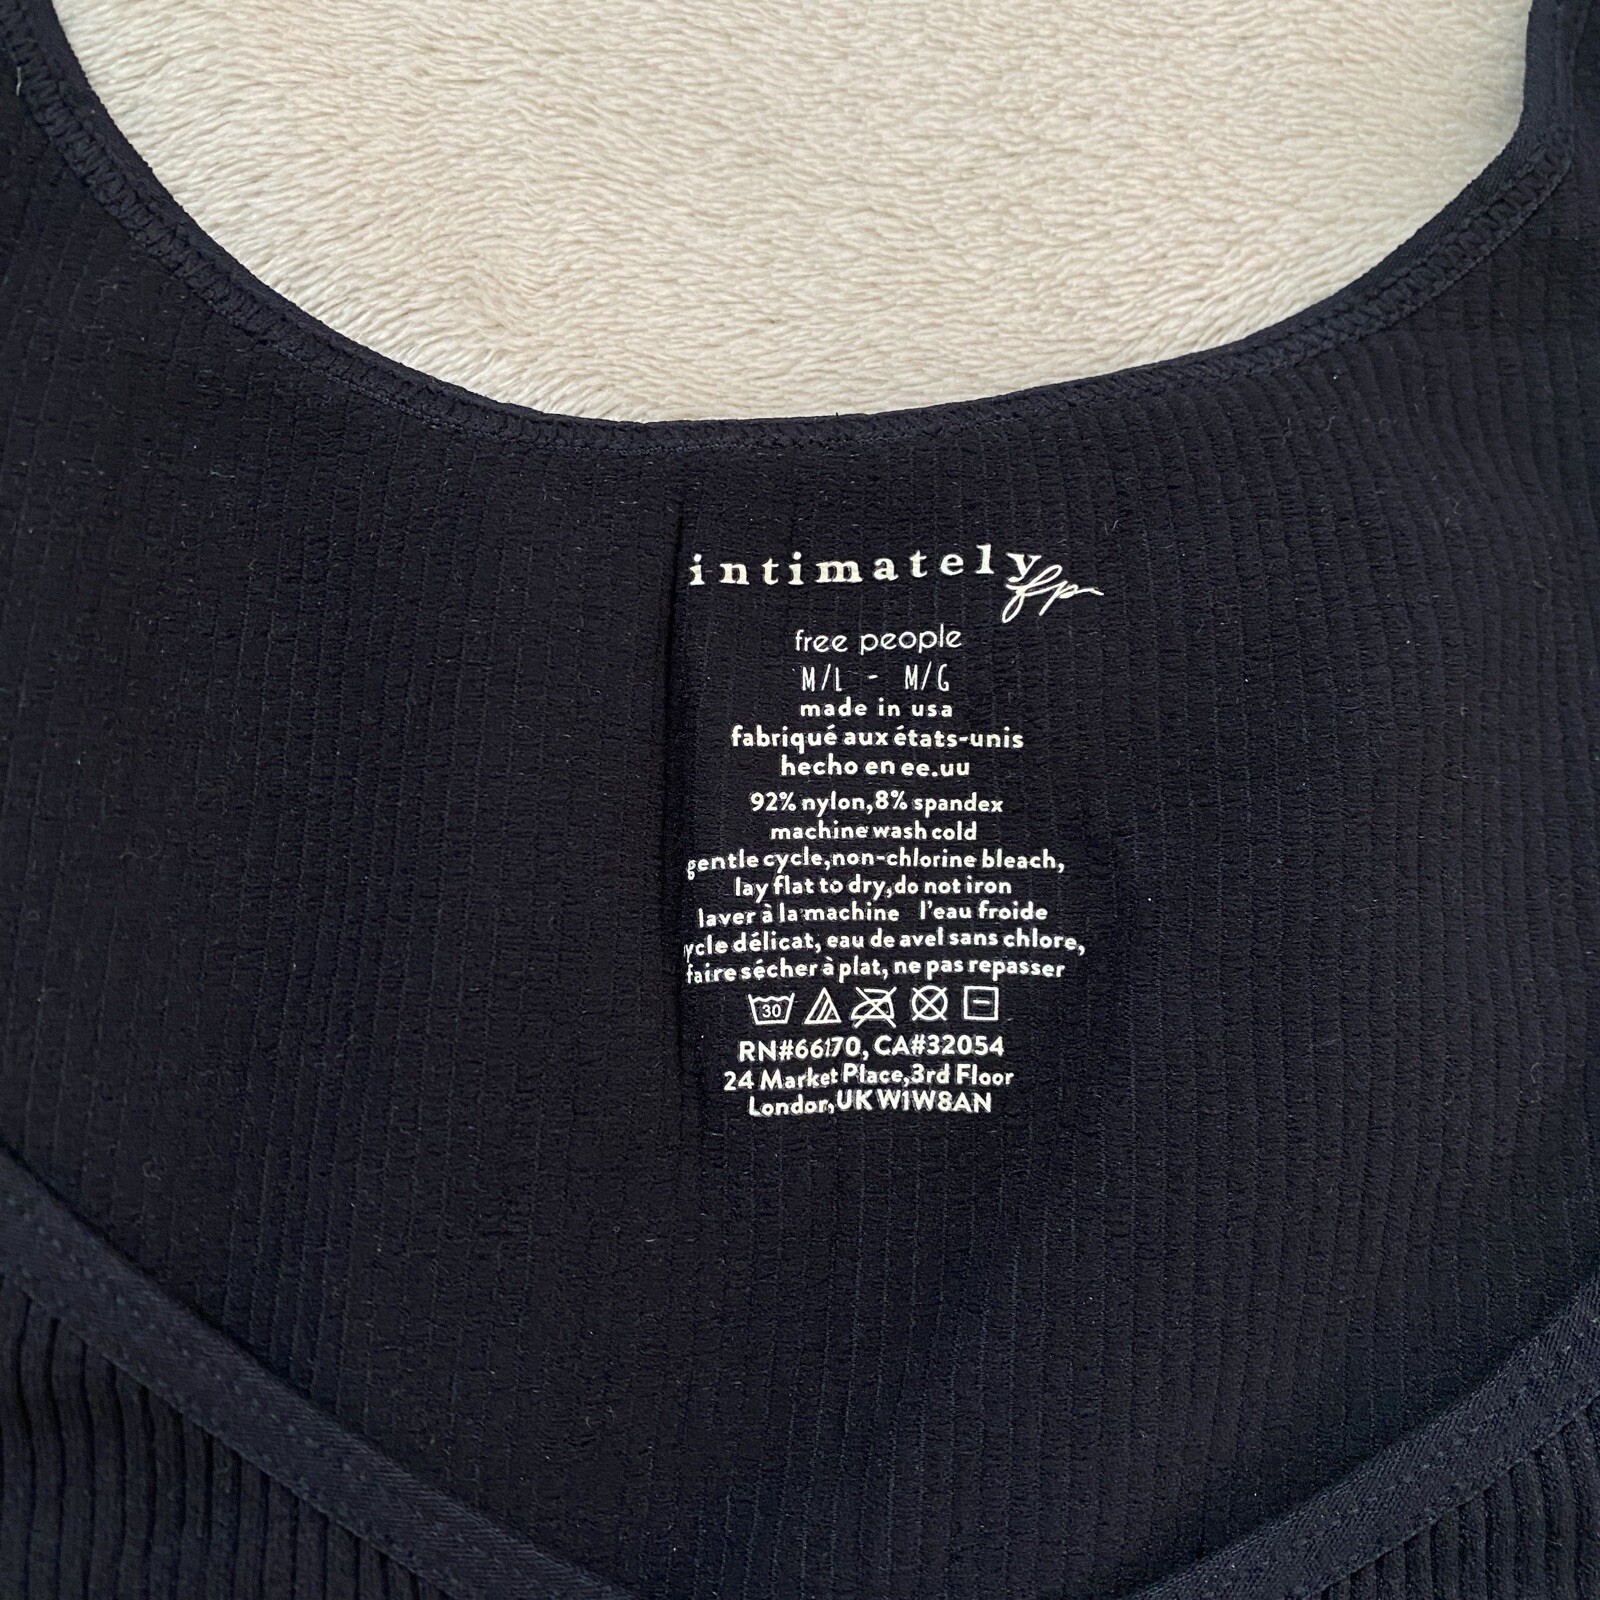 intimately fp
free people
M/L - M/G
made in usa
fabriqué aux états-unis
hecho en ee.uu
92% nylon,8% spandex
machine wash cold
gentle cycle,non-chlorine bleach,
lay flat to dry,do not iron
laver à la machine l'eau froide
ycle délicat, eau de avel sans chlore,
faire sécher à plat, ne pas repasser
30
RN#66170, CA#32054
24 Market Place,3rd Floor
London,UK W1W8AN